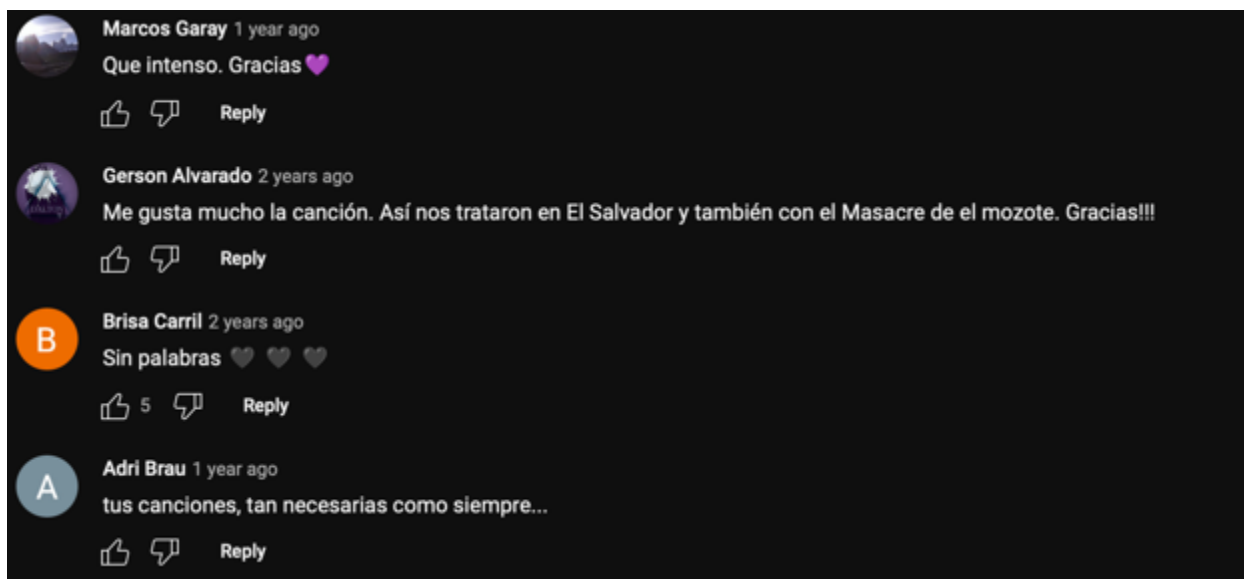 Marcos Garay 1 year ago
Que intenso. Gracias💜
Reply
Gerson Alvarado 2 years ago
Me gusta mucho la canción. Así nos trataron en El Salvador y también con el Masacre de el mozote. Gracias!!!
Reply
B
Brisa Carril 2 years ago
Sin palabras 🖤 🖤 🖤
5 Reply
A
Adri Brau 1 year ago
tus canciones, tan necesarias como siempre...
Reply